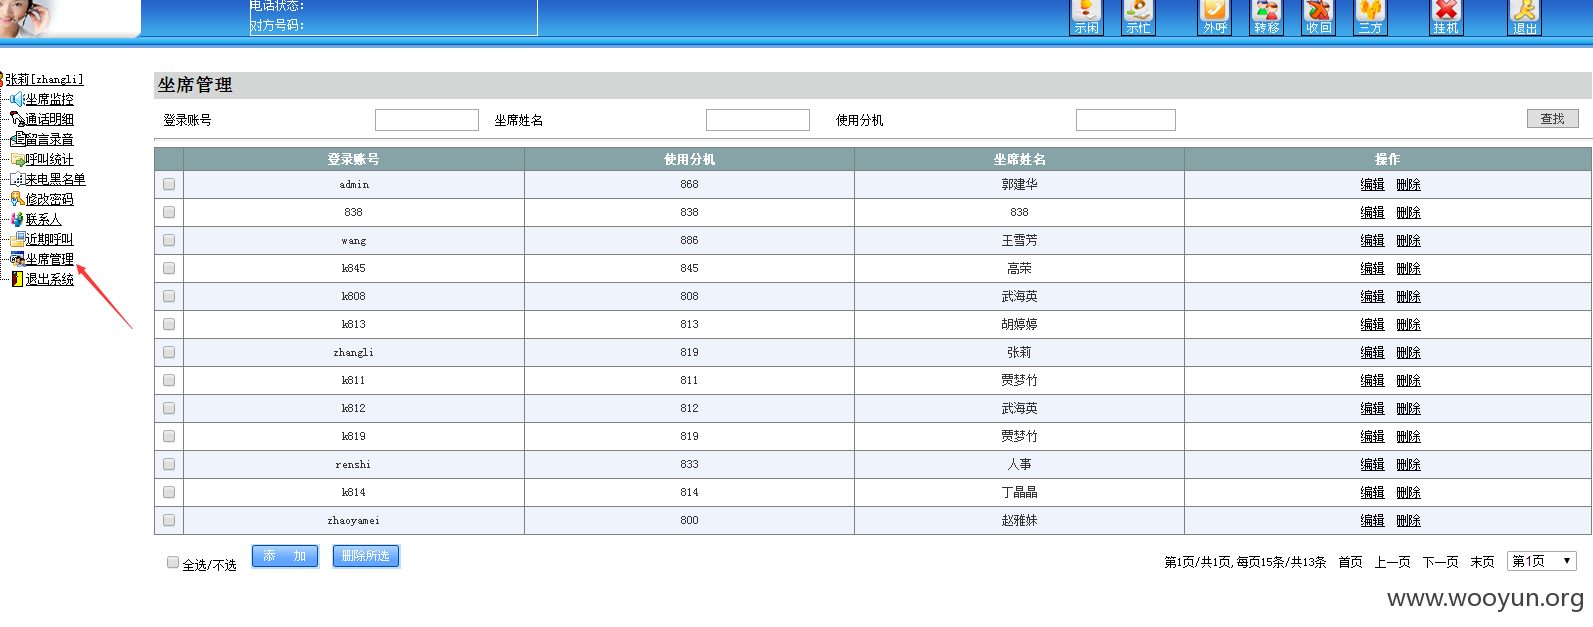 电话状态：
对方号码：
示闲 示忙 外呼 转移 收回 三方 挂机 退出
张莉[zhangli]
坐席监控
通话明细
留言录音
呼叫统计
来电黑名单
修改密码
联系人
近期呼叫
坐席管理
退出系统
坐席管理
登录账号 坐席姓名 使用分机 查找
登录账号 使用分机 坐席姓名 操作
admin 868 郭建华 编辑 删除
838 838 838 编辑 删除
wang 886 王雪芳 编辑 删除
k845 845 高荣 编辑 删除
k808 808 武海英 编辑 删除
k813 813 胡婷婷 编辑 删除
zhangli 819 张莉 编辑 删除
k811 811 贾梦竹 编辑 删除
k812 812 武海英 编辑 删除
k819 819 贾梦竹 编辑 删除
renshi 833 人事 编辑 删除
k814 814 丁晶晶 编辑 删除
zhaoyamei 800 赵雅妹 编辑 删除
全选/不选 添 加 删除所选
第1页/共1页,每页15条/共13条 首页 上一页 下一页 末页 第1页
www.wooyun.org